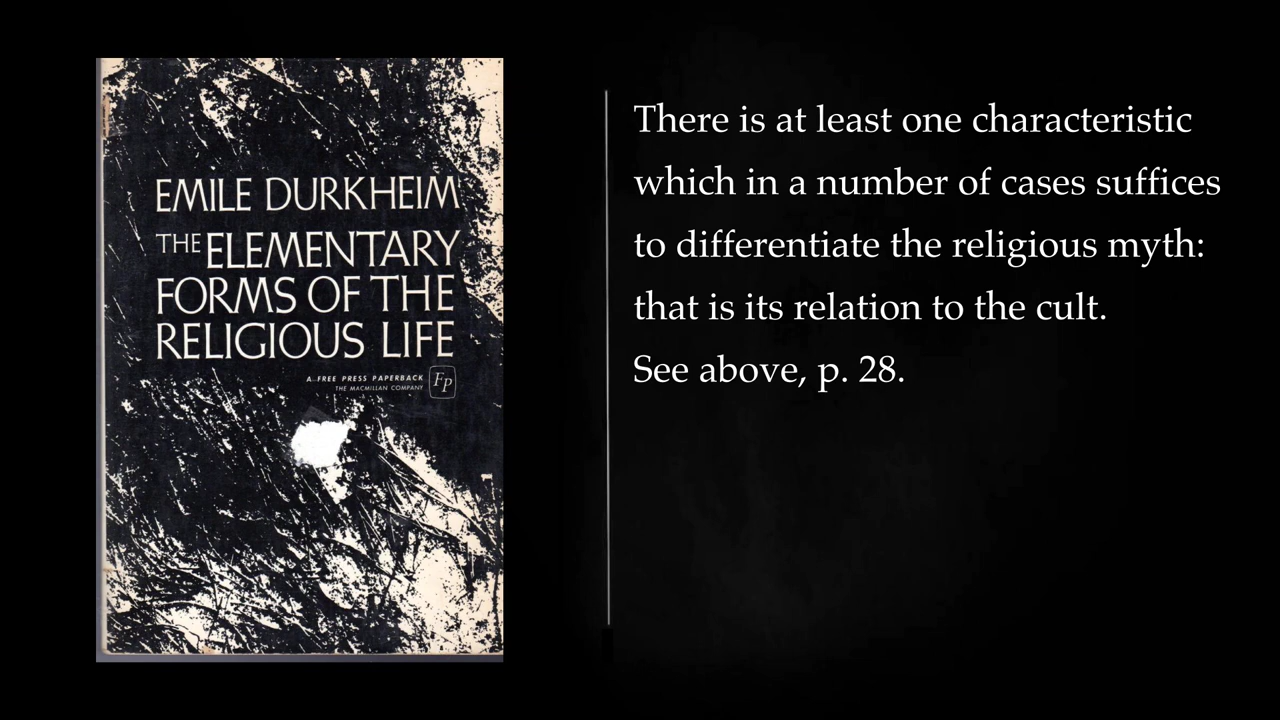 EMILE DURKHEIM
THE ELEMENTARY
FORMS OF THE
RELIGIOUS LIFE
A FREE PRESS PAPERBACK
THE MACMILLAN COMPANY
FP
There is at least one characteristic
which in a number of cases suffices
to differentiate the religious myth:
that is its relation to the cult.
See above, p. 28.